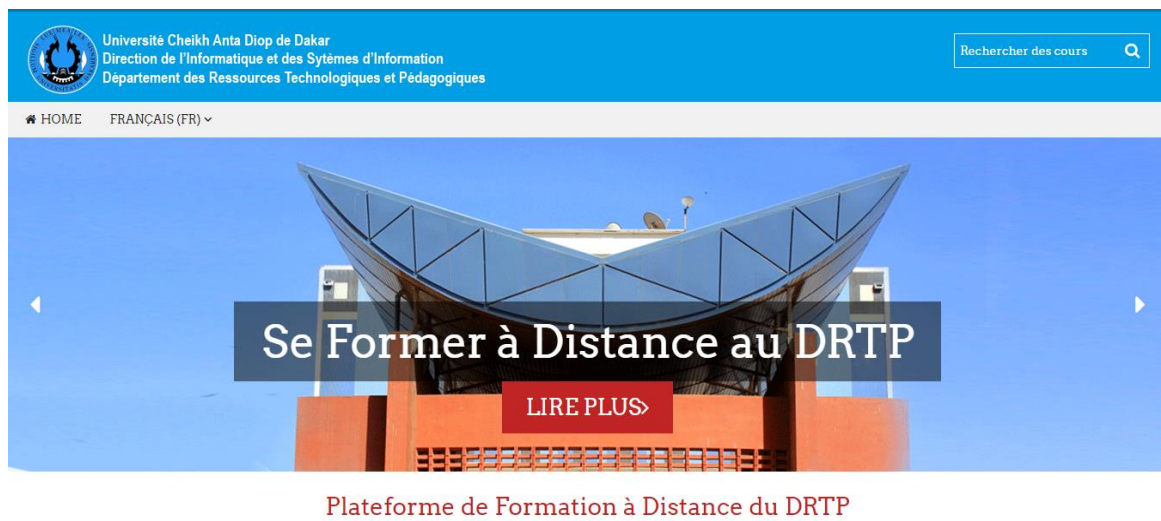 Université Cheikh Anta Diop de Dakar
Direction de l'Informatique et des Sytèmes d'Information
Département des Ressources Technologiques et Pédagogiques
Rechercher des cours
HOME FRANÇAIS (FR)
Se Former à Distance au DRTP
LIRE PLUS
Plateforme de Formation à Distance du DRTP